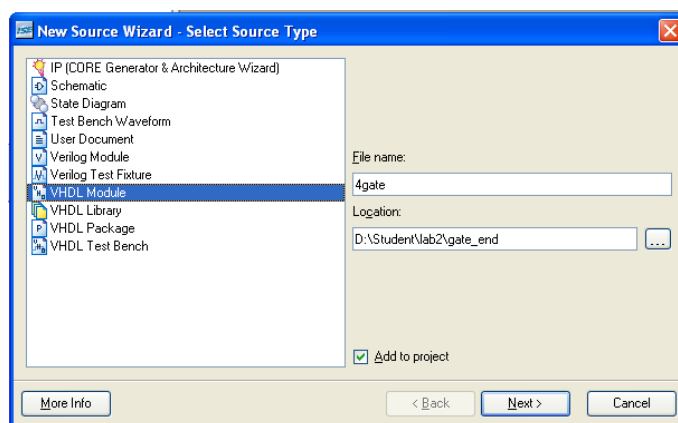 ISE New Source Wizard - Select Source Type
IP (CORE Generator & Architecture Wizard)
Schematic
State Diagram
Test Bench Waveform
User Document
Verilog Module
Verilog Test Fixture
VHDL Module
VHDL Library
VHDL Package
VHDL Test Bench
File name:
4gate
Location:
D:\Student\lab2\gate_end
...
Add to project
More Info
< Back
Next >
Cancel